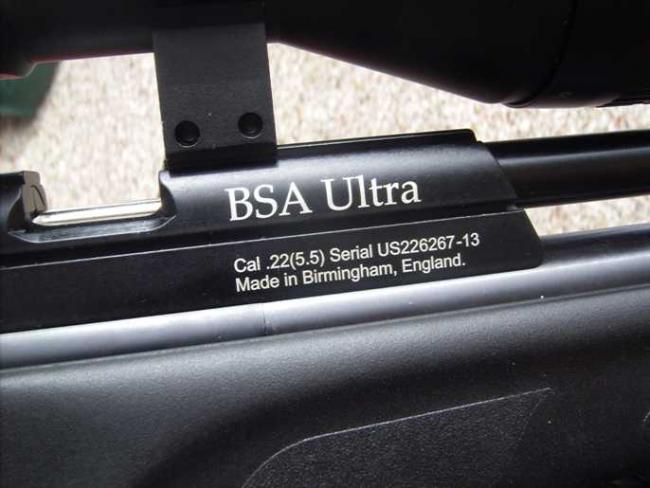 BSA Ultra
Cal .22(5.5) Serial US226267-13
Made in Birmingham, England.